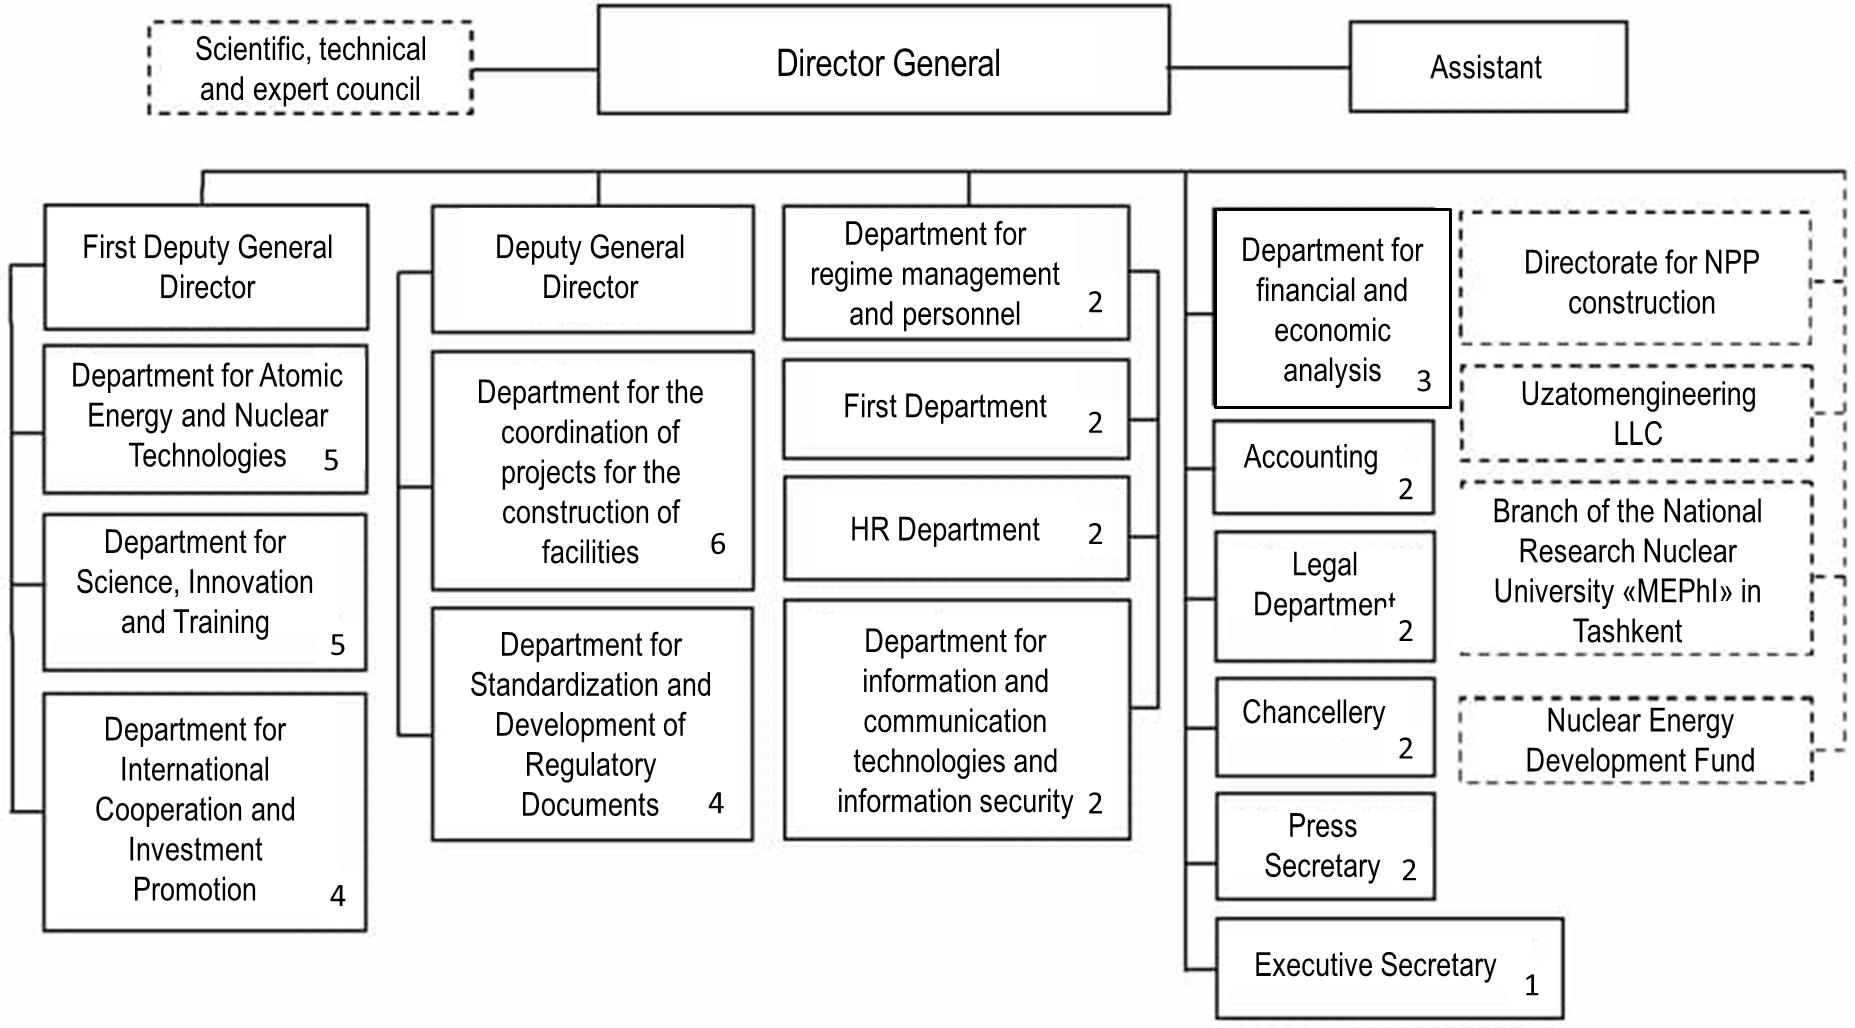 Scientific, technical
and expert council
Director General
Assistant
First Deputy General
Director
Department for Atomic
Energy and Nuclear
Technologies 5
Department for
Science, Innovation
and Training
5
Department for
International
Cooperation and
Investment
Promotion
4
Deputy General
Director
Department for the
coordination of
projects for the
construction of
facilities 6
Department for
Standardization and
Development of
Regulatory
Documents 4
Department for
regime management
and personnel 2
First Department 2
HR Department 2
Department for
information and
communication
technologies and
information security 2
Department for
financial and
economic
analysis 3
Accounting
2
Legal
Department
2
Chancellery
2
Press
Secretary 2
Executive Secretary
1
Directorate for NPP
construction
Uzatomengineering
LLC
Branch of the National
Research Nuclear
University «MEPhI» in
Tashkent
Nuclear Energy
Development Fund